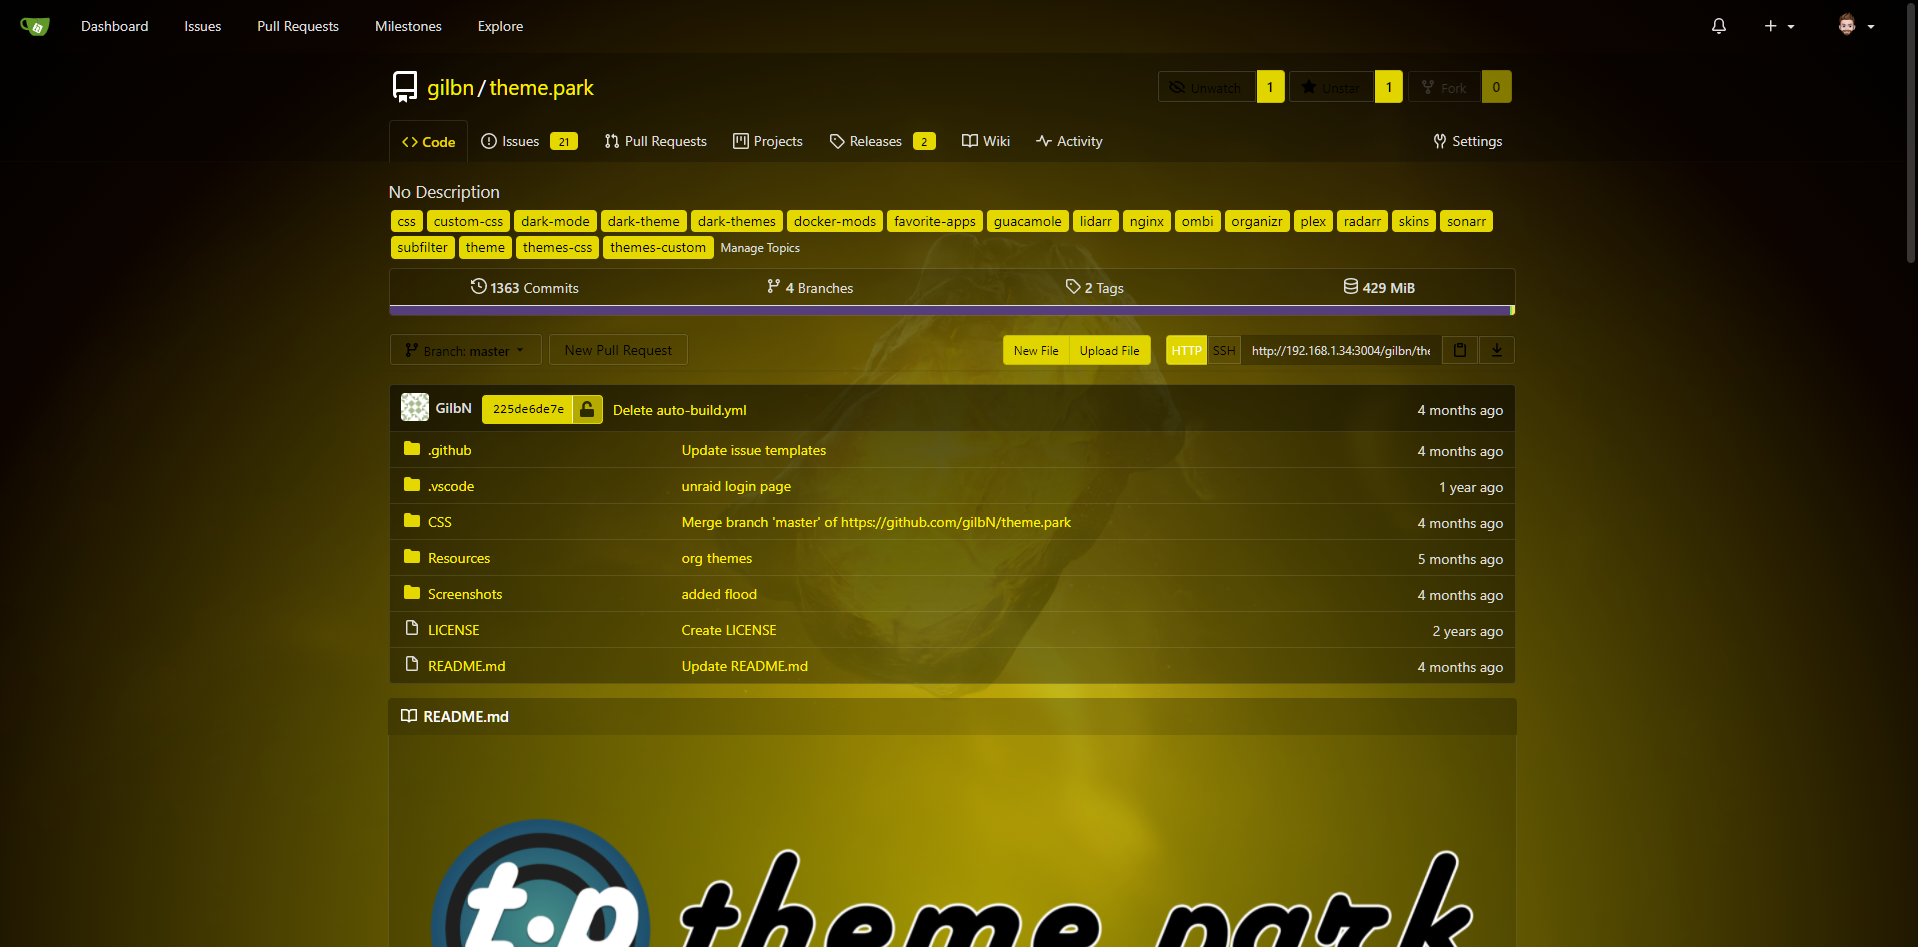 Dashboard Issues Pull Requests Milestones Explore
gilbn / theme.park Unwatch 1 Unstar 1 Fork 0
Code Issues 21 Pull Requests Projects Releases 2 Wiki Activity Settings
No Description
css custom-css dark-mode dark-theme dark-themes docker-mods favorite-apps guacamole lidarr nginx ombi organizr plex radarr skins sonarr
subfilter theme themes-css themes-custom Manage Topics
1363 Commits 4 Branches 2 Tags 429 MiB
Branch: master New Pull Request New File Upload File HTTP SSH http://192.168.1.34:3004/gilbn/the
GilbN 225de6de7e Delete auto-build.yml 4 months ago
.github Update issue templates 4 months ago
.vscode unraid login page 1 year ago
CSS Merge branch 'master' of https://github.com/gilbN/theme.park 4 months ago
Resources org themes 5 months ago
Screenshots added flood 4 months ago
LICENSE Create LICENSE 2 years ago
README.md Update README.md 4 months ago
README.md
t.p theme park